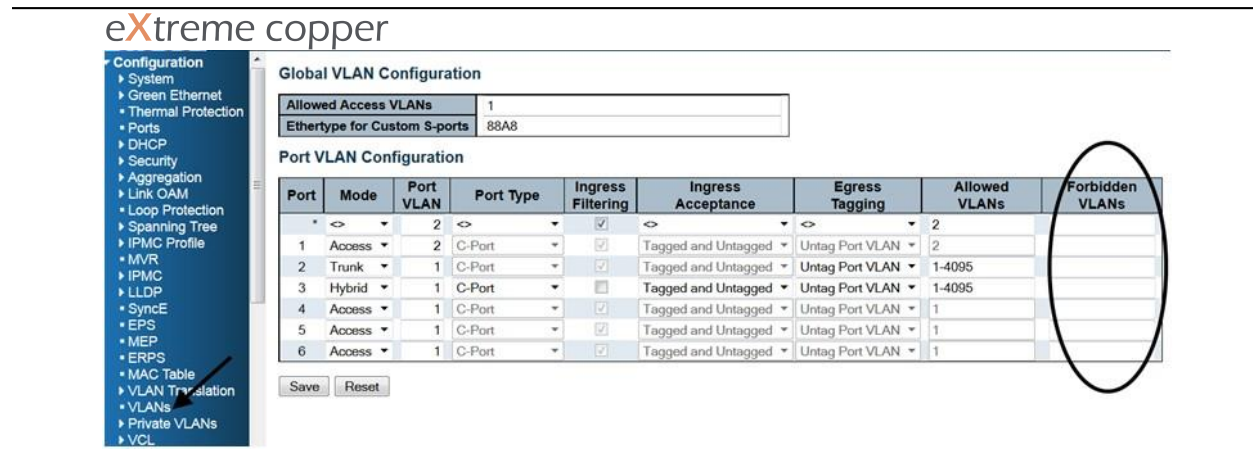 eXtreme copper
Configuration
System
Green Ethernet
Thermal Protection
Ports
DHCP
Security
Aggregation
Link OAM
Loop Protection
Spanning Tree
IPMC Profile
MVR
IPMC
LLDP
SyncE
EPS
MEP
ERPS
MAC Table
VLAN Translation
VLANs
Private VLANs
VCL
Global VLAN Configuration
Allowed Access VLANs 1
Ethertype for Custom S-ports 88A8
Port VLAN Configuration
Port Mode Port VLAN Port Type Ingress Filtering Ingress Acceptance Egress Tagging Allowed VLANs Forbidden VLANs
* <> 2 <> <> <> 2
1 Access 2 C-Port Tagged and Untagged Untag Port VLAN 2
2 Trunk 1 C-Port Tagged and Untagged Untag Port VLAN 1-4095
3 Hybrid 1 C-Port Tagged and Untagged Untag Port VLAN 1-4095
4 Access 1 C-Port Tagged and Untagged Untag Port VLAN 1
5 Access 1 C-Port Tagged and Untagged Untag Port VLAN 1
6 Access 1 C-Port Tagged and Untagged Untag Port VLAN 1
Save Reset